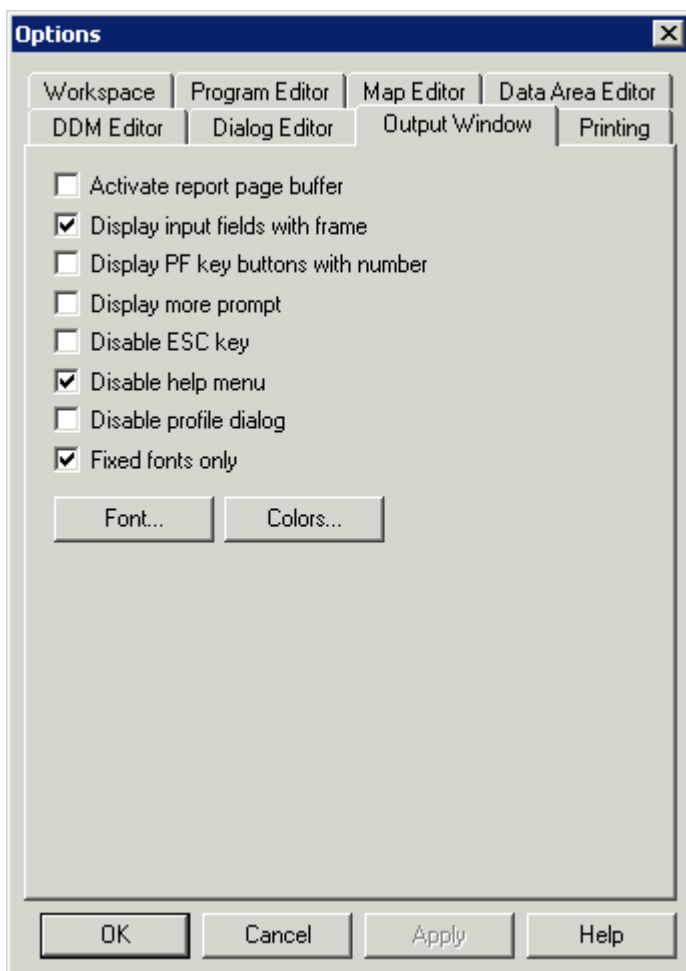 Options
Workspace Program Editor Map Editor Data Area Editor
DDM Editor Dialog Editor Output Window Printing
Activate report page buffer
Display input fields with frame
Display PF key buttons with number
Display more prompt
Disable ESC key
Disable help menu
Disable profile dialog
Fixed fonts only
Font... Colors...
OK Cancel Apply Help